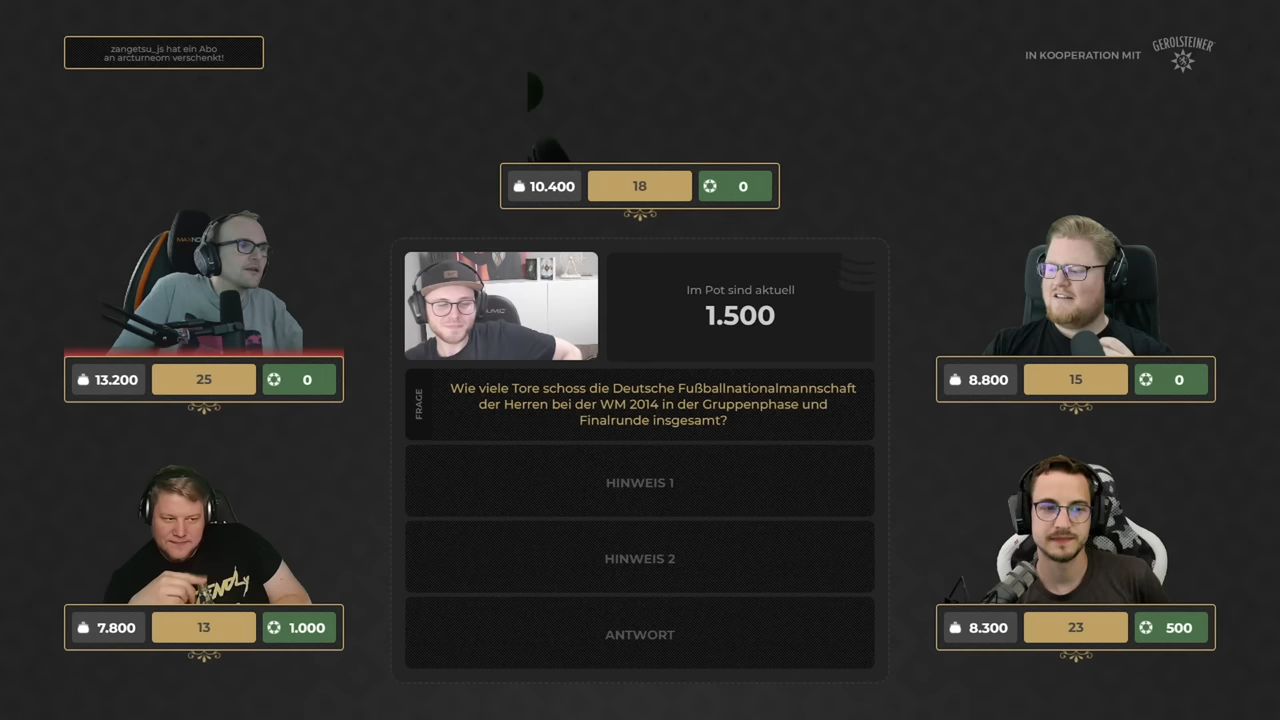 zangetsu_js hat ein Abo
an arcturneom verschenkt!
IN KOOPERATION MIT
GEROLSTEINER
10.400
18
0
Im Pot sind aktuell
1.500
13.200
25
0
8.800
15
0
FRAGE
Wie viele Tore schoss die Deutsche Fußballnationalmannschaft
der Herren bei der WM 2014 in der Gruppenphase und
Finalrunde insgesamt?
HINWEIS 1
HINWEIS 2
ANTWORT
7.800
13
1.000
8.300
23
500